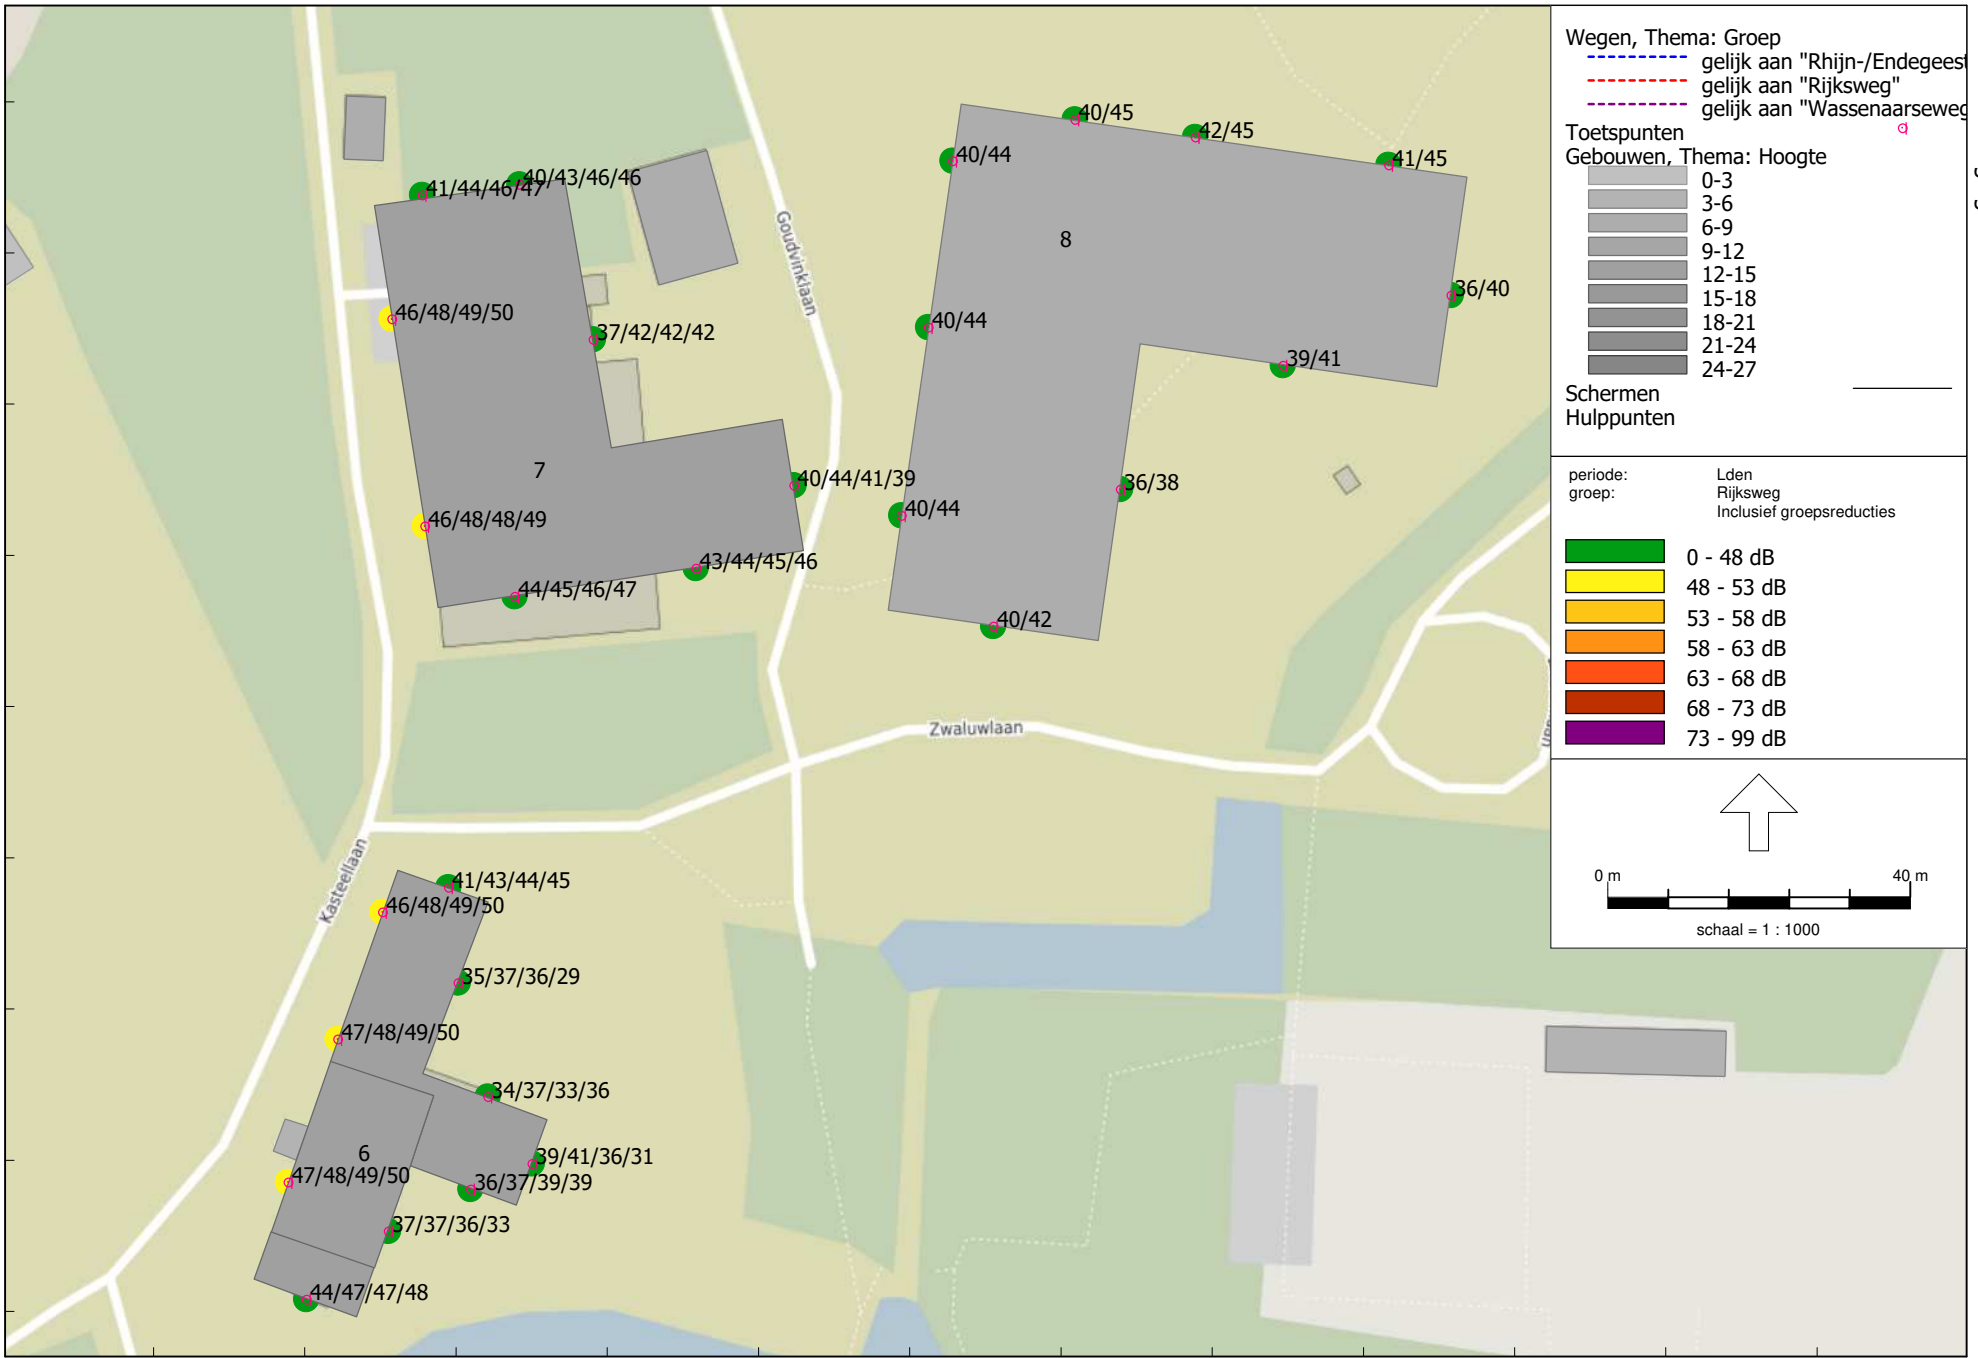 Wegen, Thema: Groep
gelijk aan "Rhijn-/Endegeest
gelijk aan "Rijksweg"
gelijk aan "Wassenaarseweg
Toetspunten
Gebouwen, Thema: Hoogte
0-3
3-6
6-9
9-12
12-15
15-18
18-21
21-24
24-27
Schermen
Hulppunten
periode: Lden
groep: Rijksweg
Inclusief groepsreducties
0 - 48 dB
48 - 53 dB
53 - 58 dB
58 - 63 dB
63 - 68 dB
68 - 73 dB
73 - 99 dB
0 m 40 m
schaal = 1 : 1000
40/45
42/45
40/44
41/45
41/44/46/47
40/43/46/46
Goudvinklaan
8
36/40
46/48/49/50
37/42/42/42
40/44
39/41
7
40/44/41/39
36/38
40/44
46/48/48/49
43/44/45/46
44/45/46/47
40/42
Zwaluwlaan
Kasteellaan
41/43/44/45
46/48/49/50
35/37/36/29
47/48/49/50
34/37/33/36
6
39/41/36/31
47/48/49/50
36/37/39/39
37/37/36/33
44/47/47/48